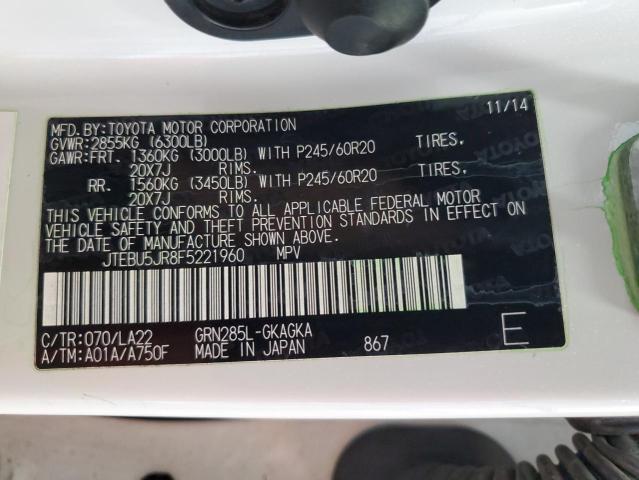 MFD.BY:TOYOTA MOTOR CORPORATION 11/14
GVWR:2855KG (6300LB)
GAWR:FRT. 1360KG (3000LB) WITH P245/60R20 TIRES.
20X7J RIMS.
RR. 1560KG (3450LB) WITH P245/60R20 TIRES.
20X7J RIMS.
THIS VEHICLE CONFORMS TO ALL APPLICABLE FEDERAL MOTOR
VEHICLE SAFETY AND THEFT PREVENTION STANDARDS IN EFFECT ON
THE DATE OF MANUFACTURE SHOWN ABOVE.
JTEBU5JR8F5221960 MPV
C/TR:070/LA22 GRN285L-GKAGKA
A/TM:A01A/A750F MADE IN JAPAN 867 E